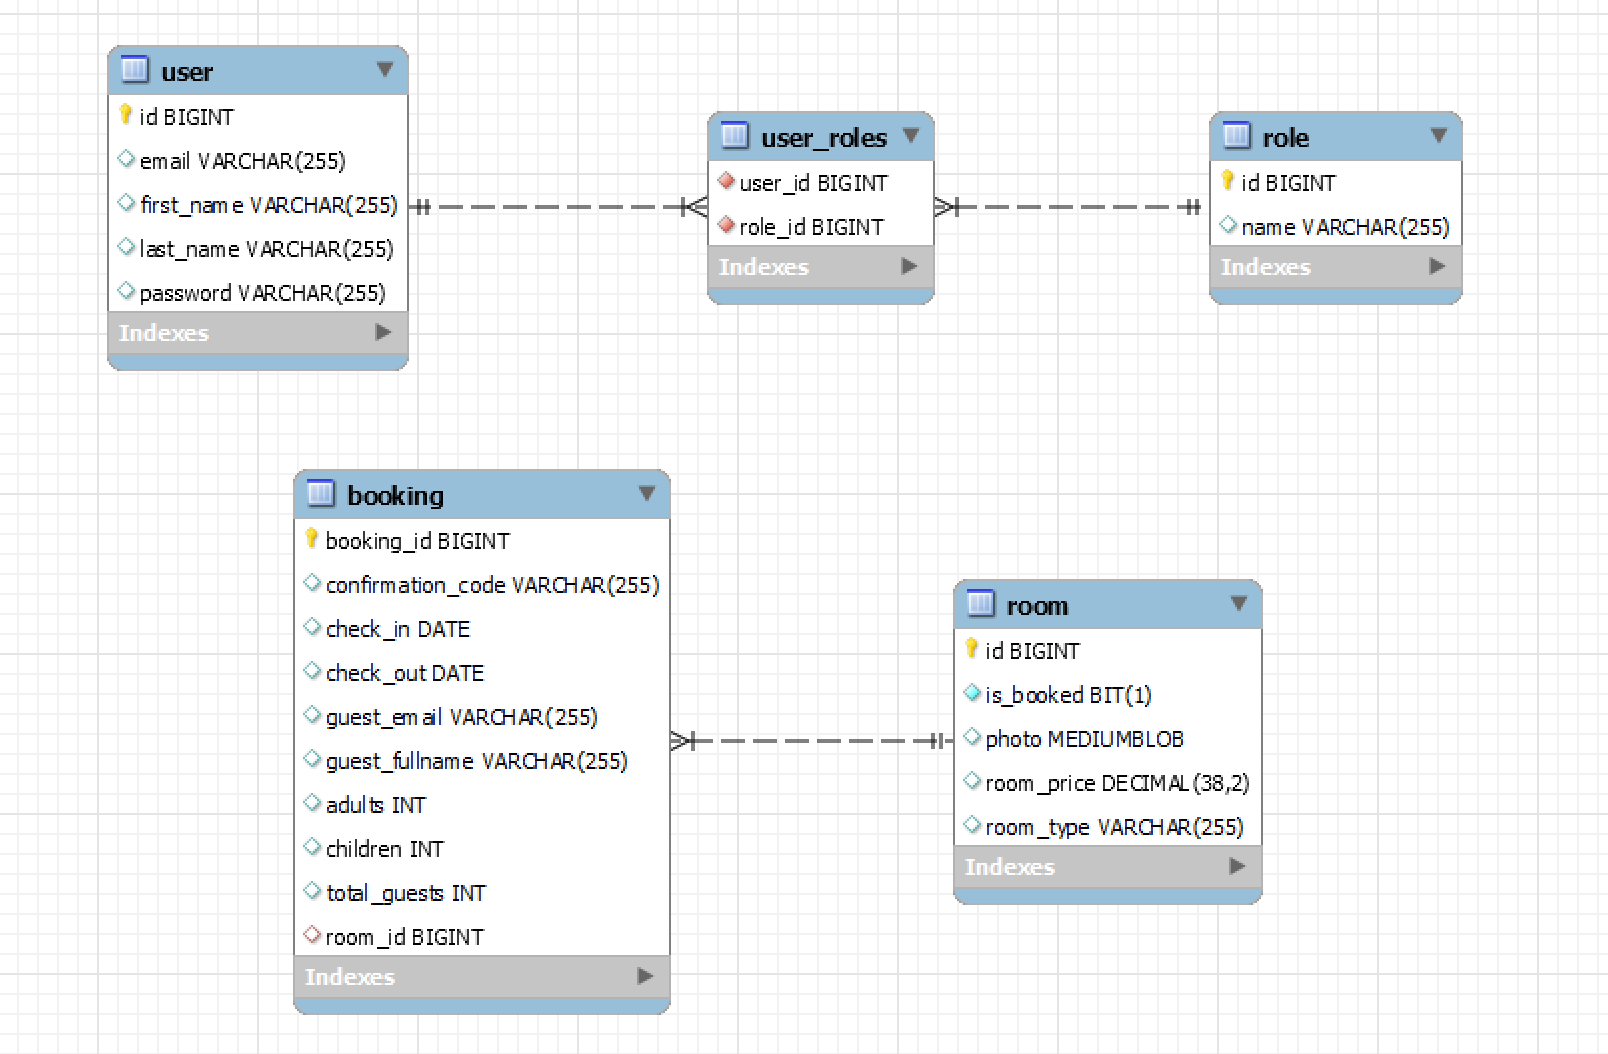 user
id BIGINT
email VARCHAR(255)
first_name VARCHAR(255)
last_name VARCHAR(255)
password VARCHAR(255)
Indexes
user_roles
user_id BIGINT
role_id BIGINT
Indexes
role
id BIGINT
name VARCHAR(255)
Indexes
booking
booking_id BIGINT
confirmation_code VARCHAR(255)
check_in DATE
check_out DATE
guest_email VARCHAR(255)
guest_fullname VARCHAR(255)
adults INT
children INT
total_guests INT
room_id BIGINT
Indexes
room
id BIGINT
is_booked BIT(1)
photo MEDIUMBLOB
room_price DECIMAL(38,2)
room_type VARCHAR(255)
Indexes